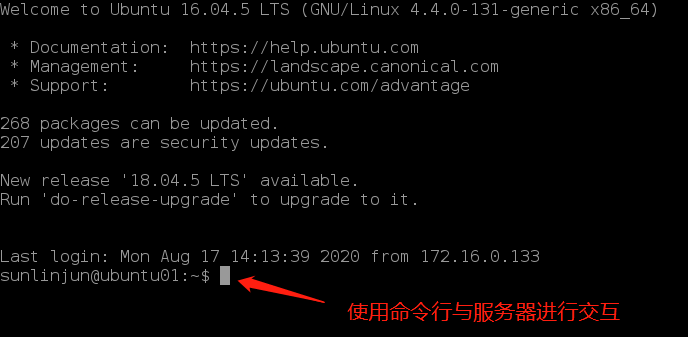 Welcome to Ubuntu 16.04.5 LTS (GNU/Linux 4.4.0-131-generic x86_64)
* Documentation:  https://help.ubuntu.com
* Management:     https://landscape.canonical.com
* Support:        https://ubuntu.com/advantage
268 packages can be updated.
207 updates are security updates.
New release '18.04.5 LTS' available.
Run 'do-release-upgrade' to upgrade to it.
Last login: Mon Aug 17 14:13:39 2020 from 172.16.0.133
sunlinjun@ubuntu01:~$
使用命令行与服务器进行交互